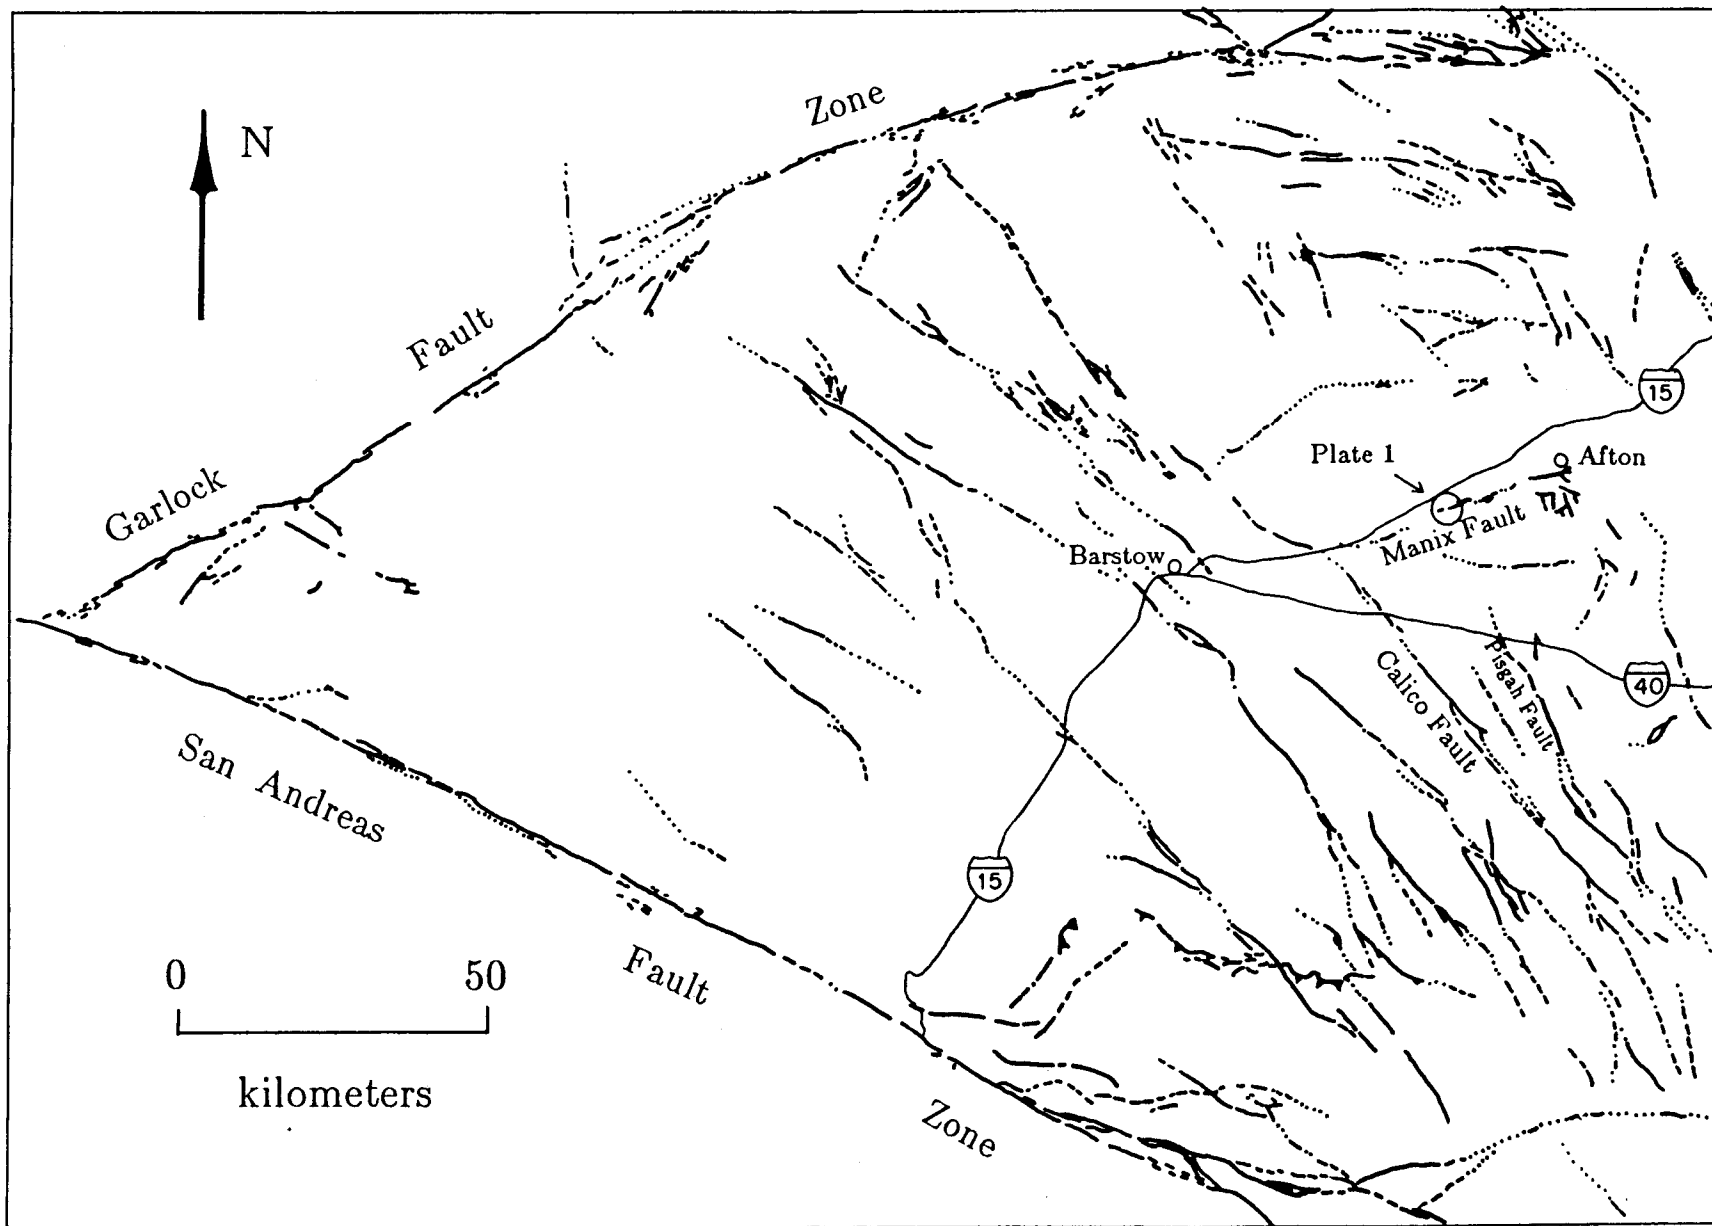 Zone
N
Fault
15
Plate 1
Afton
Garlock
Manix Fault
Barstow
Calico Fault
Pisgah Fault
40
San Andreas
15
Fault
0 50
kilometers
Zone